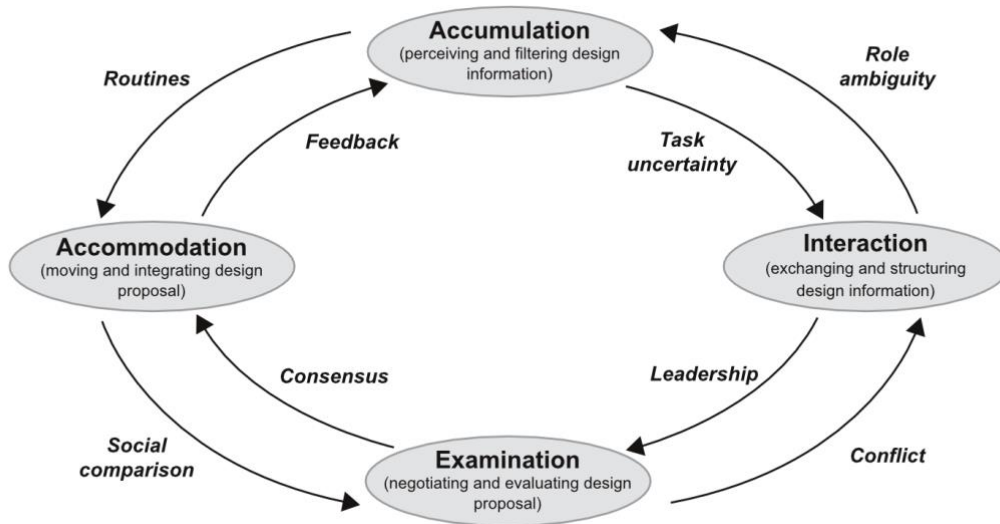 Accumulation
(perceiving and filtering design
information)
Routines
Role
ambiguity
Feedback
Task
uncertainty
Accommodation
(moving and integrating design
proposal)
Interaction
(exchanging and structuring
design information)
Consensus
Leadership
Social
comparison
Examination
(negotiating and evaluating design
proposal)
Conflict